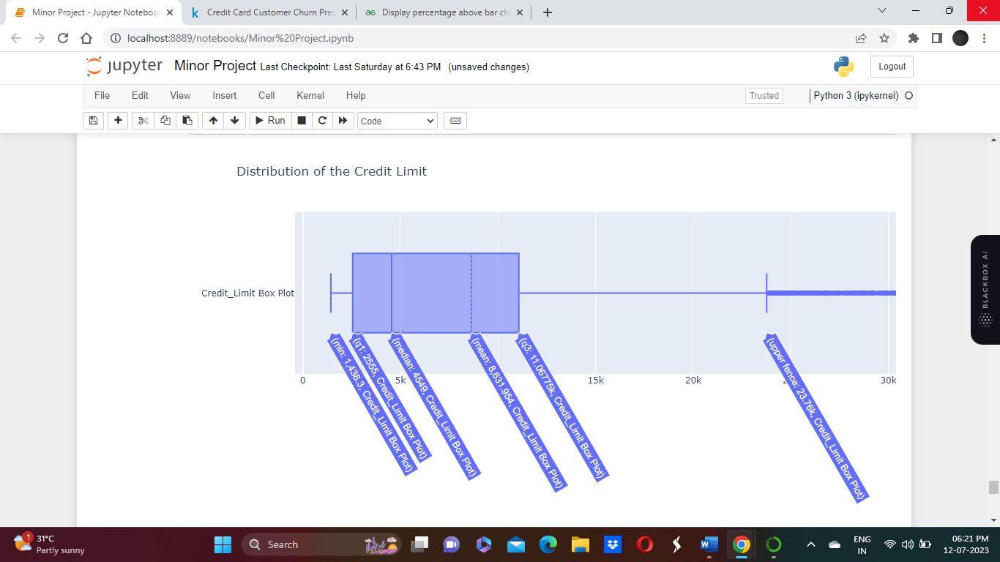 Minor Project - Jupyter Noteboo
Credit Card Customer Churn Prec
Display percentage above bar ch
localhost:8889/notebooks/Minor%20Project.ipynb
jupyter Minor Project Last Checkpoint: Last Saturday at 6:43 PM (unsaved changes)
Logout
File Edit View Insert Cell Kernel Help
Trusted
Python 3 (ipykernel)
Run
Code
Distribution of the Credit Limit
Credit_Limit Box Plot
0 5k 15k 20k 30k
(min: 1,438.3, Credit_Limit Box Plot)
(q1: 2555, Credit_Limit Box Plot)
(median: 4549, Credit_Limit Box Plot)
(mean: 8,631.954, Credit_Limit Box Plot)
(q3: 11.06775k, Credit_Limit Box Plot)
(upper fence: 23.76k, Credit_Limit Box Plot)
BLACKBOX AI
1
31°C
Partly sunny
Search
ENG
IN
06:21 PM
12-07-2023